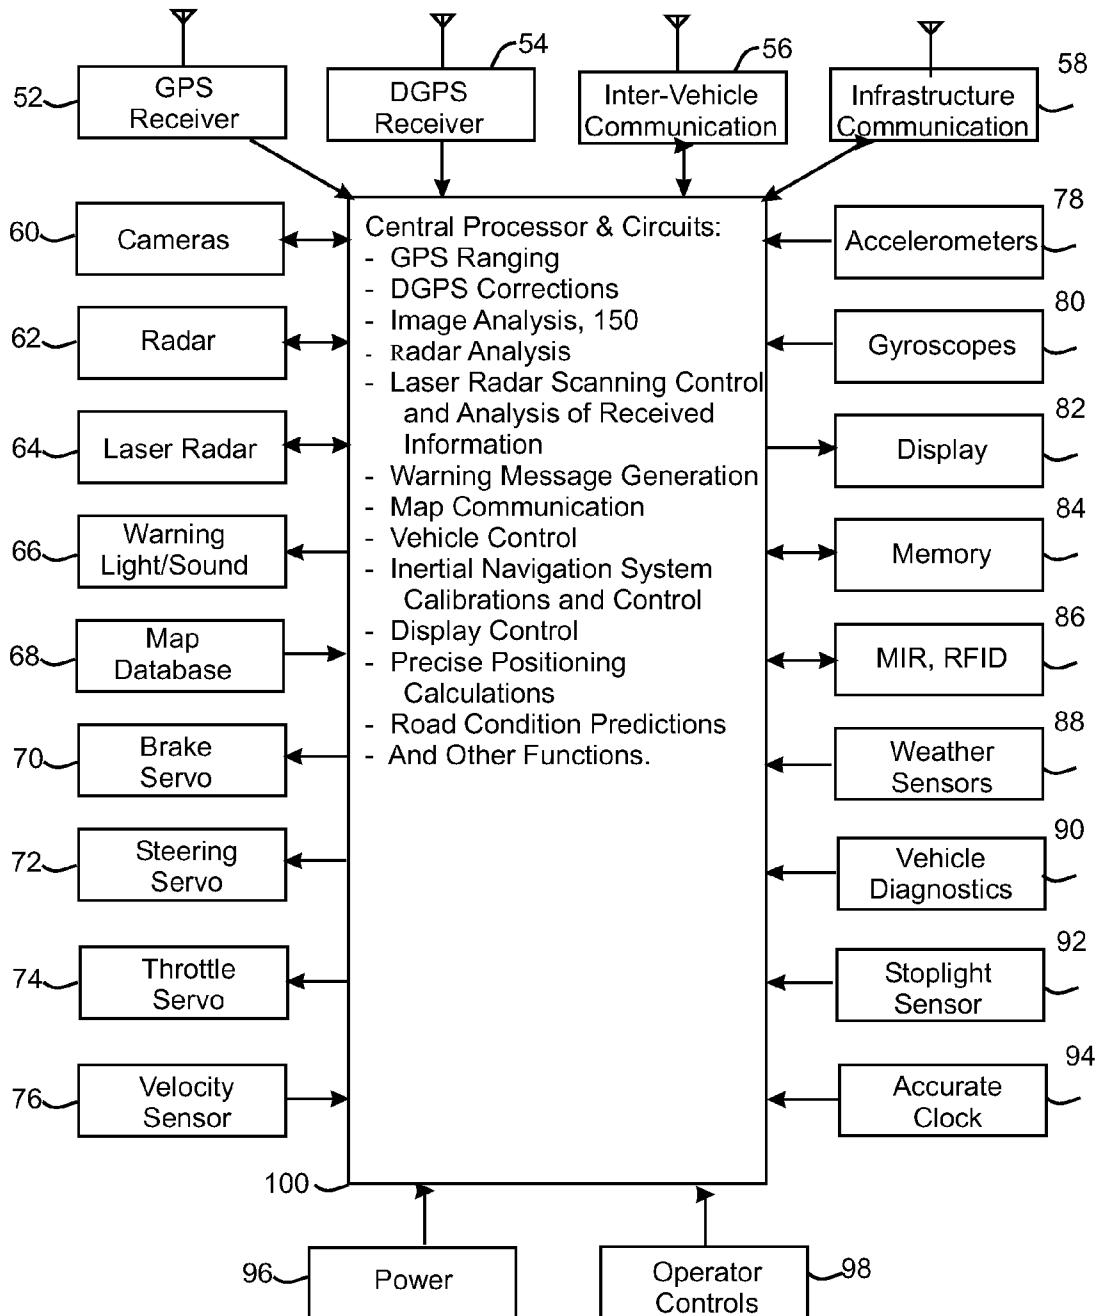 52
GPS
Receiver
DGPS
Receiver
54
Inter-Vehicle
Communication
56
Infrastructure
Communication
58
60
Cameras
62
Radar
64
Laser Radar
66
Warning
Light/Sound
68
Map
Database
70
Brake
Servo
72
Steering
Servo
74
Throttle
Servo
76
Velocity
Sensor
Central Processor & Circuits:
- GPS Ranging
- DGPS Corrections
- Image Analysis, 150
- Radar Analysis
- Laser Radar Scanning Control
and Analysis of Received
Information
- Warning Message Generation
- Map Communication
- Vehicle Control
- Inertial Navigation System
Calibrations and Control
- Display Control
- Precise Positioning
Calculations
- Road Condition Predictions
- And Other Functions.
100
78
Accelerometers
80
Gyroscopes
82
Display
84
Memory
86
MIR, RFID
88
Weather
Sensors
90
Vehicle
Diagnostics
92
Stoplight
Sensor
94
Accurate
Clock
96
Power
Operator
Controls
98